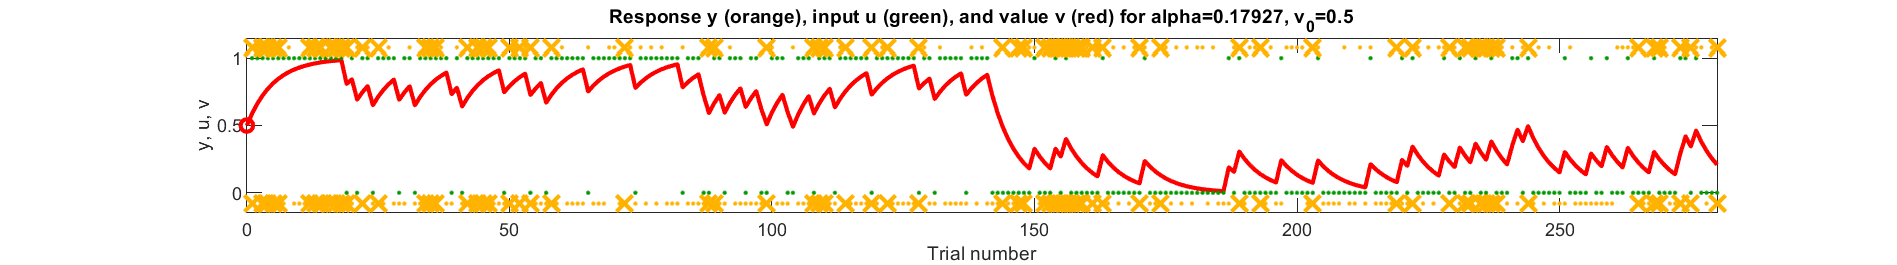 Response y (orange), input u (green), and value v (red) for alpha=0.17927, v0=0.5
1
0.5
0
y, u, v
0 50 100 150 200 250
Trial number